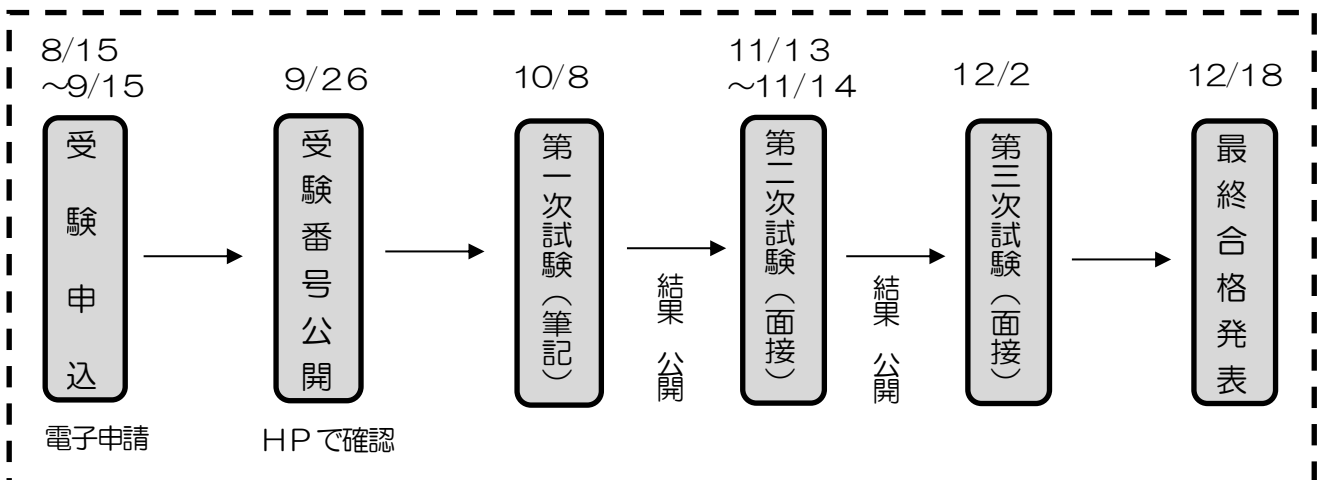 8/15
～9/15
受験申込
電子申請
9/26
受験番号公開
HPで確認
10/8
第一次試験（筆記）
結果 公開
11/13
～11/14
第二次試験（面接）
結果 公開
12/2
第三次試験（面接）
12/18
最終合格発表